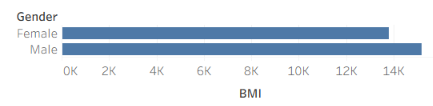 Gender
Female
Male
0K 2K 4K 6K 8K 10K 12K 14K
BMI